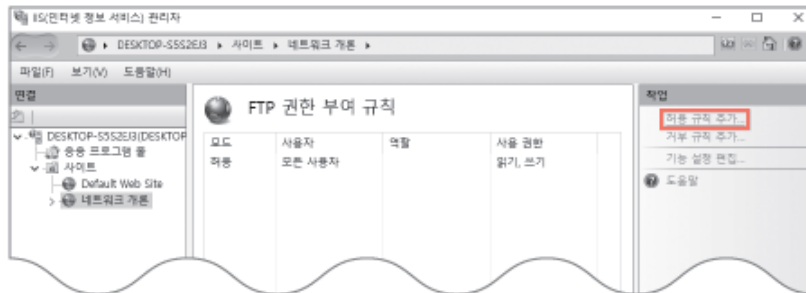 IIS(인터넷 정보 서비스) 관리자
DESKTOP-S5S2EJ3 ▸ 사이트 ▸ 네트워크 개론 ▸
파일(F) 보기(V) 도움말(H)
연결
DESKTOP-S5S2EJ3(DESKTOP
응용 프로그램 풀
사이트
Default Web Site
네트워크 개론
FTP 권한 부여 규칙
모드 사용자 역할 사용 권한
허용 모든 사용자 읽기, 쓰기
작업
허용 규칙 추가...
거부 규칙 추가...
기능 설정 편집...
도움말